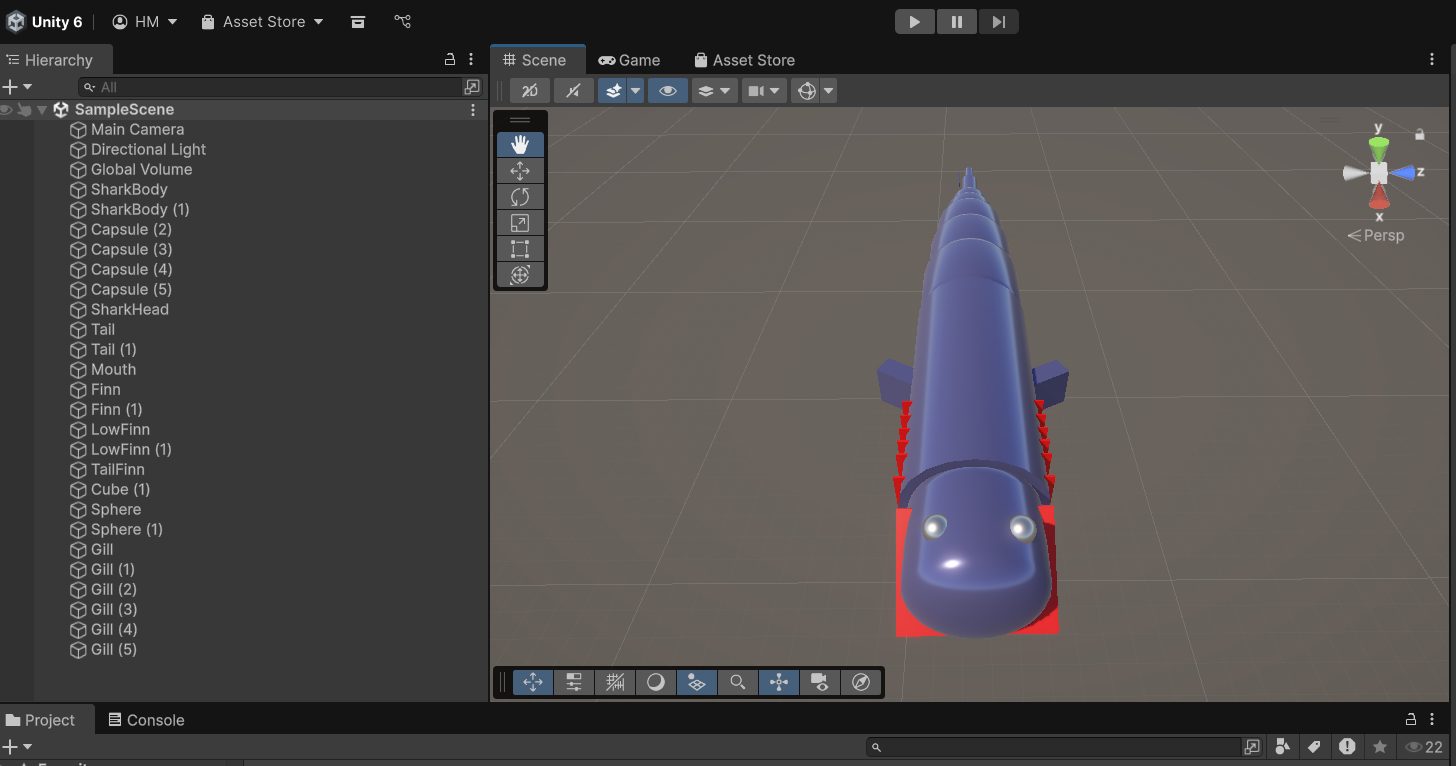 Unity 6 HM Asset Store
Hierarchy
All
SampleScene
Main Camera
Directional Light
Global Volume
SharkBody
SharkBody (1)
Capsule (2)
Capsule (3)
Capsule (4)
Capsule (5)
SharkHead
Tail
Tail (1)
Mouth
Finn
Finn (1)
LowFinn
LowFinn (1)
TailFinn
Cube (1)
Sphere
Sphere (1)
Gill
Gill (1)
Gill (2)
Gill (3)
Gill (4)
Gill (5)
Scene Game Asset Store
2D
y
z
x
Persp
Project Console
22